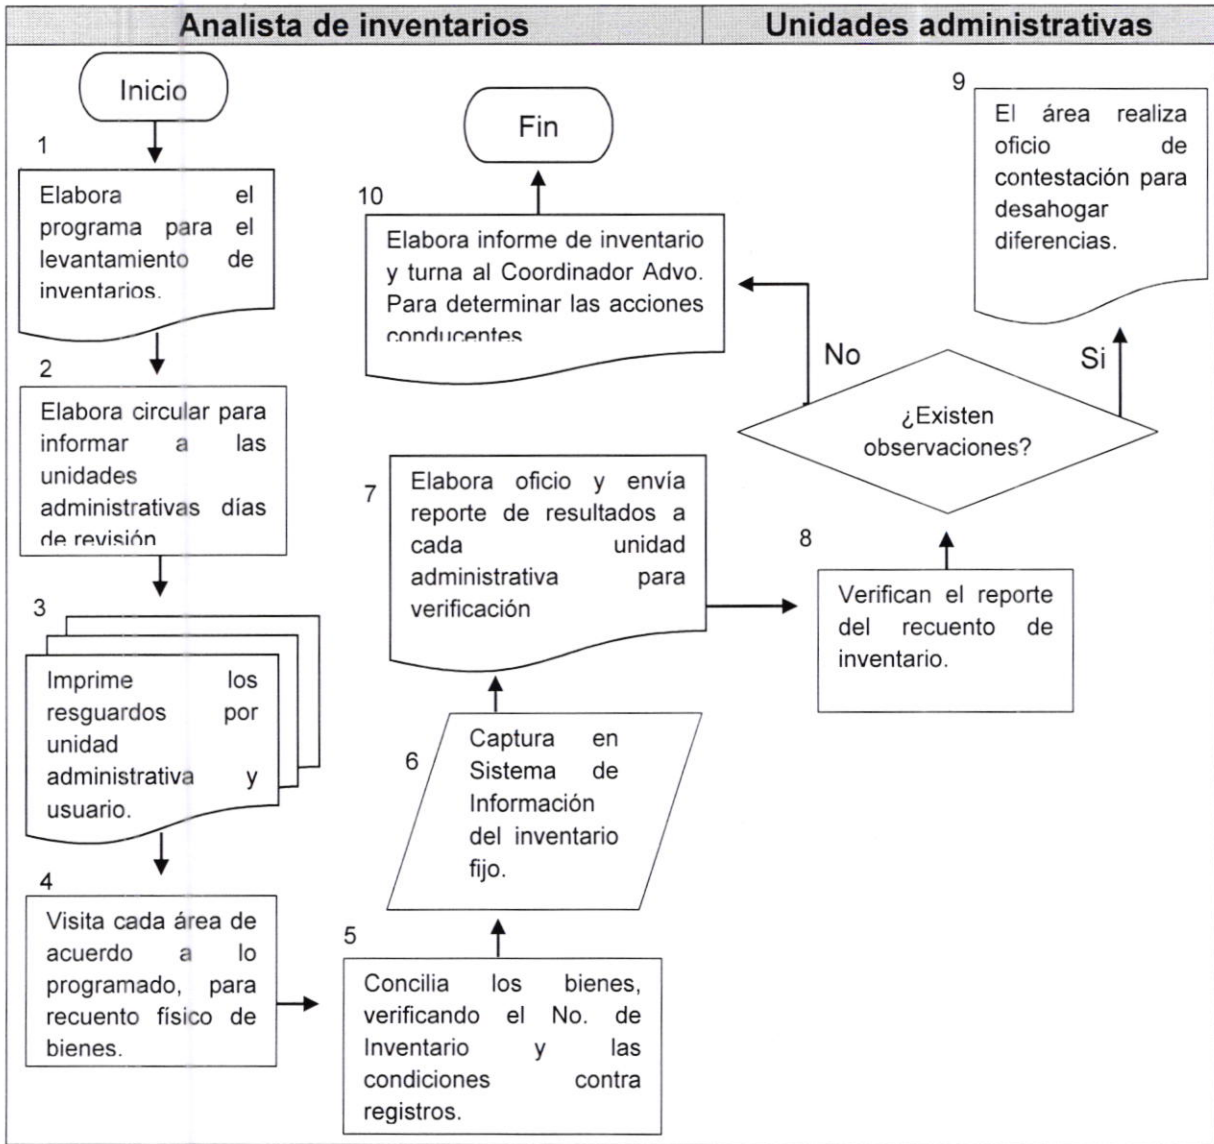 Analista de inventarios
Unidades administrativas
Inicio
1
Elabora el
programa para el
levantamiento de
inventarios.
2
Elabora circular para
informar a las
unidades
administrativas días
de revisión
3
Imprime los
resguardos por
unidad
administrativa y
usuario.
4
Visita cada área de
acuerdo a lo
programado, para
recuento físico de
bienes.
5
Concilia los bienes,
verificando el No. de
Inventario y las
condiciones contra
registros.
6
Captura en
Sistema de
Información
del inventario
fijo.
7
Elabora oficio y envía
reporte de resultados a
cada unidad
administrativa para
verificación
8
Verifican el reporte
del recuento de
inventario.
¿Existen
observaciones?
No
Si
9
El área realiza
oficio de
contestación para
desahogar
diferencias.
10
Elabora informe de inventario
y turna al Coordinador Advo.
Para determinar las acciones
conducentes
Fin